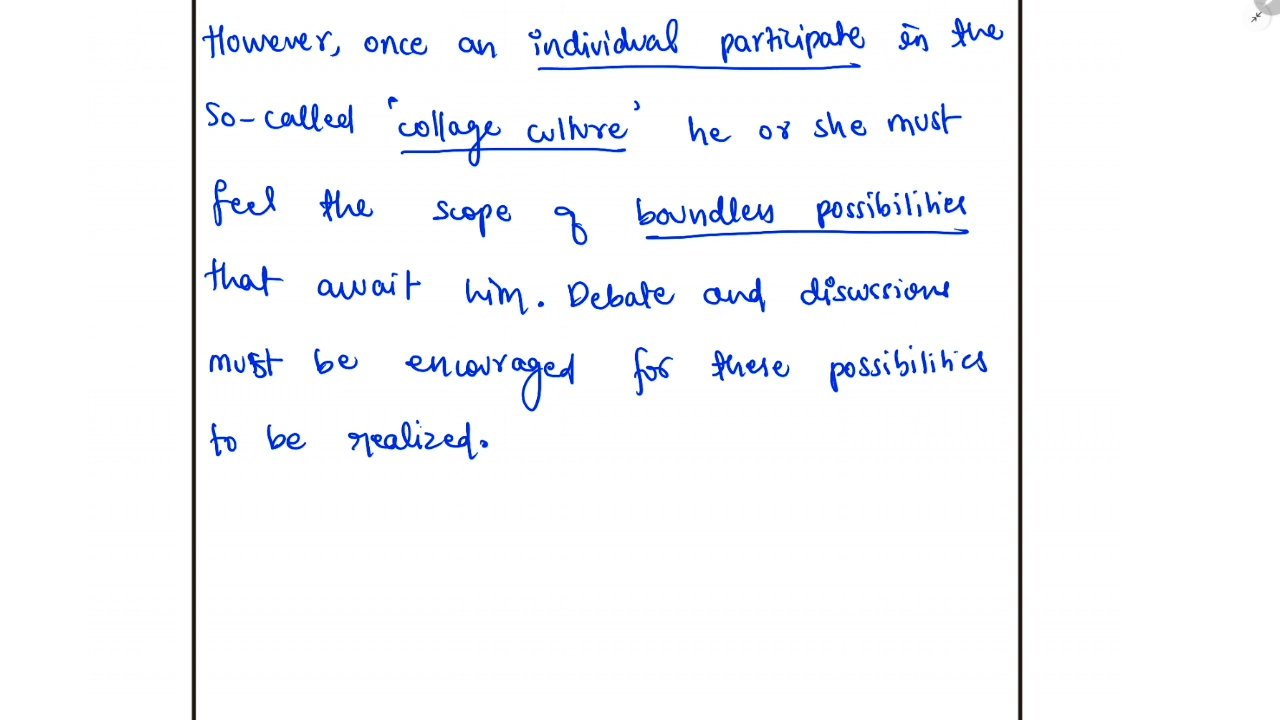 However, once an individual participate in the
so-called 'collage culture' he or she must
feel the scope of boundless possibilities
that await him. Debate and discussions
must be encouraged for these possibilities
to be realized.